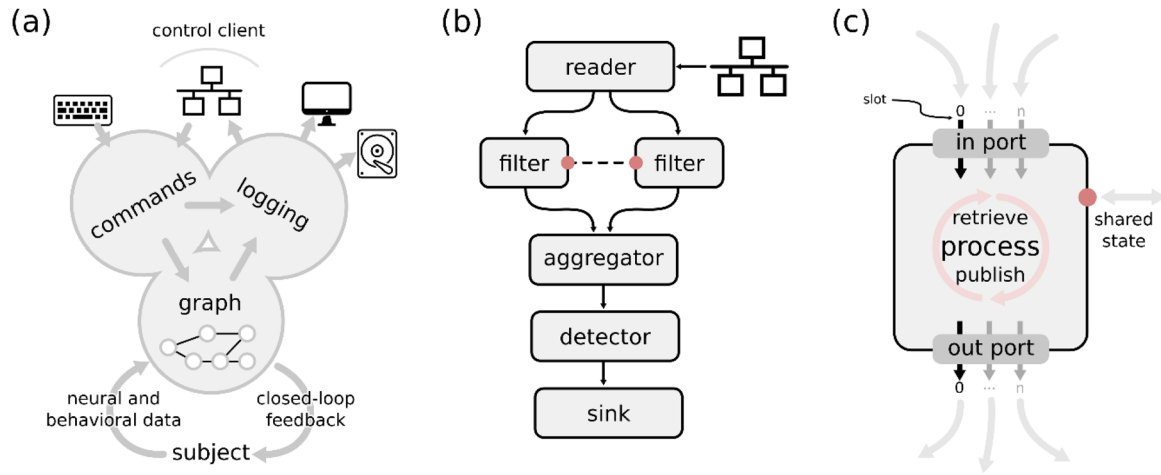 (a)
control client
commands
logging
graph
neural and
behavioral data
closed-loop
feedback
subject
(b)
reader
filter
filter
aggregator
detector
sink
(c)
slot
0 ... n
in port
retrieve
process
publish
shared
state
out port
0 ... n